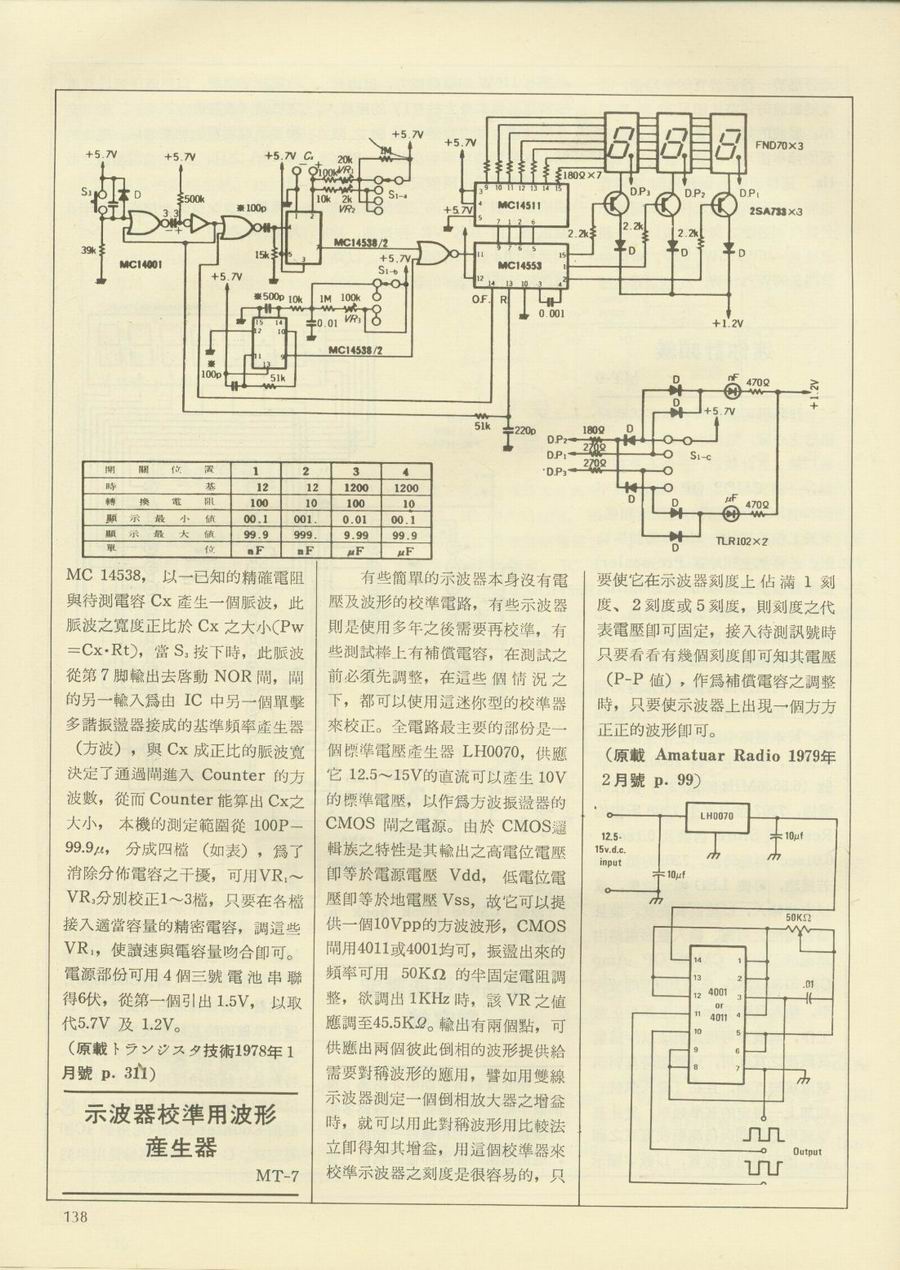 +5.7V
+5.7V
+5.7V
Cx
20k
1M
+5.7V
+5.7V
FND70×3
100k
VR1
10k
2k
VR2
S1-a
180Ω×7
D.P3
D.P2
D.P1
2SA733×3
S3
D
500k
※100p
+5.7V
9 10 11 12 13 14 15
MC14511
7 1 2 6
9 7 6 5
MC14553
2.2k
2.2k
2.2k
D
D
D
39k
MC14001
15k
MC14538/2
+5.7V
S1-b
+5.7V
※500p
10k
1M
100k
VR3
0.01
O.F.
R
0.001
+1.2V
MC14538/2
※
100p
51k
51k
220p
D
nF
470Ω
+1.2V
D
+5.7V
D.P2
180Ω
D
D.P1
270Ω
S1-C
D.P3
270Ω
D
D
μF
470Ω
D
TLR102×2
開關位置 1 2 3 4
時基 12 12 1200 1200
轉換電阻 100 10 100 10
顯示最小值 00.1 001. 0.01 00.1
顯示最大值 99.9 999. 9.99 99.9
單位 nF nF μF μF
MC 14538， 以一已知的精確電阻
與待測電容 Cx 產生一個脈波，此
脈波之寬度正比於 Cx 之大小(Pw
=Cx·Rt)，當 S₃ 按下時，此脈波
從第 7 脚輸出去啓動 NOR 閘，閘
的另一輸入爲由 IC 中另一個單擊
多諧振盪器接成的基準頻率產生器
（方波），與 Cx 成正比的脈波寬
決定了通過閘進入 Counter 的方
波數，從而 Counter 能算出 Cx之
大小， 本機的測定範圍從 100P－
99.9μ， 分成四檔 （如表），爲了
消除分佈電容之干擾，可用VR₁～
VR₃分別校正1～3檔，只要在各檔
接入適當容量的精密電容，調這些
VR₁，使讀速與電容量吻合卽可。
電源部份可用 4 個三號電池串聯
得6伏，從第一個引出 1.5V， 以取
代5.7V 及 1.2V。
（原載トランジスタ技術1978年 1
月號 p. 311）
示波器校準用波形
產生器
MT-7
有些簡單的示波器本身沒有電
壓及波形的校準電路，有些示波器
則是使用多年之後需要再校準，有
些測試棒上有補償電容，在測試之
前必須先調整，在這些個情況之
下，都可以使用這迷你型的校準器
來校正。全電路最主要的部份是一
個標準電壓產生器 LH0070，供應
它 12.5～15V的直流可以產生 10V
的標準電壓，以作爲方波振盪器的
CMOS 閘之電源。由於 CMOS邏
輯族之特性是其輸出之高電位電壓
卽等於電源電壓 Vdd， 低電位電
壓卽等於地電壓 Vss，故它可以提
供一個10Vpp的方波波形，CMOS
閘用4011或4001均可，振盪出來的
頻率可用 50KΩ 的半固定電阻調
整，欲調出 1KHz 時，該 VR 之值
應調至45.5KΩ。輸出有兩個點，可
供應出兩個彼此倒相的波形提供給
需要對稱波形的應用，譬如用雙線
示波器測定一個倒相放大器之增益
時，就可以用此對稱波形用比較法
立卽得知其增益，用這個校準器來
校準示波器之刻度是很容易的，只
要使它在示波器刻度上佔滿 1 刻
度、 2 刻度或 5 刻度，則刻度之代
表電壓卽可固定，接入待測訊號時
只要看看有幾個刻度卽可知其電壓
（P-P 值），作爲補償電容之調整
時，只要使示波器上出現一個方方
正正的波形卽可。
（原載 Amatuar Radio 1979年
2 月號 p. 99）
LH0070
12.5-
15v.d.c.
input
10μf
10μf
50KΩ
14
13
12
11
10
9
8
4001
or
4011
1
2
3
4
5
6
7
.01
Output
138